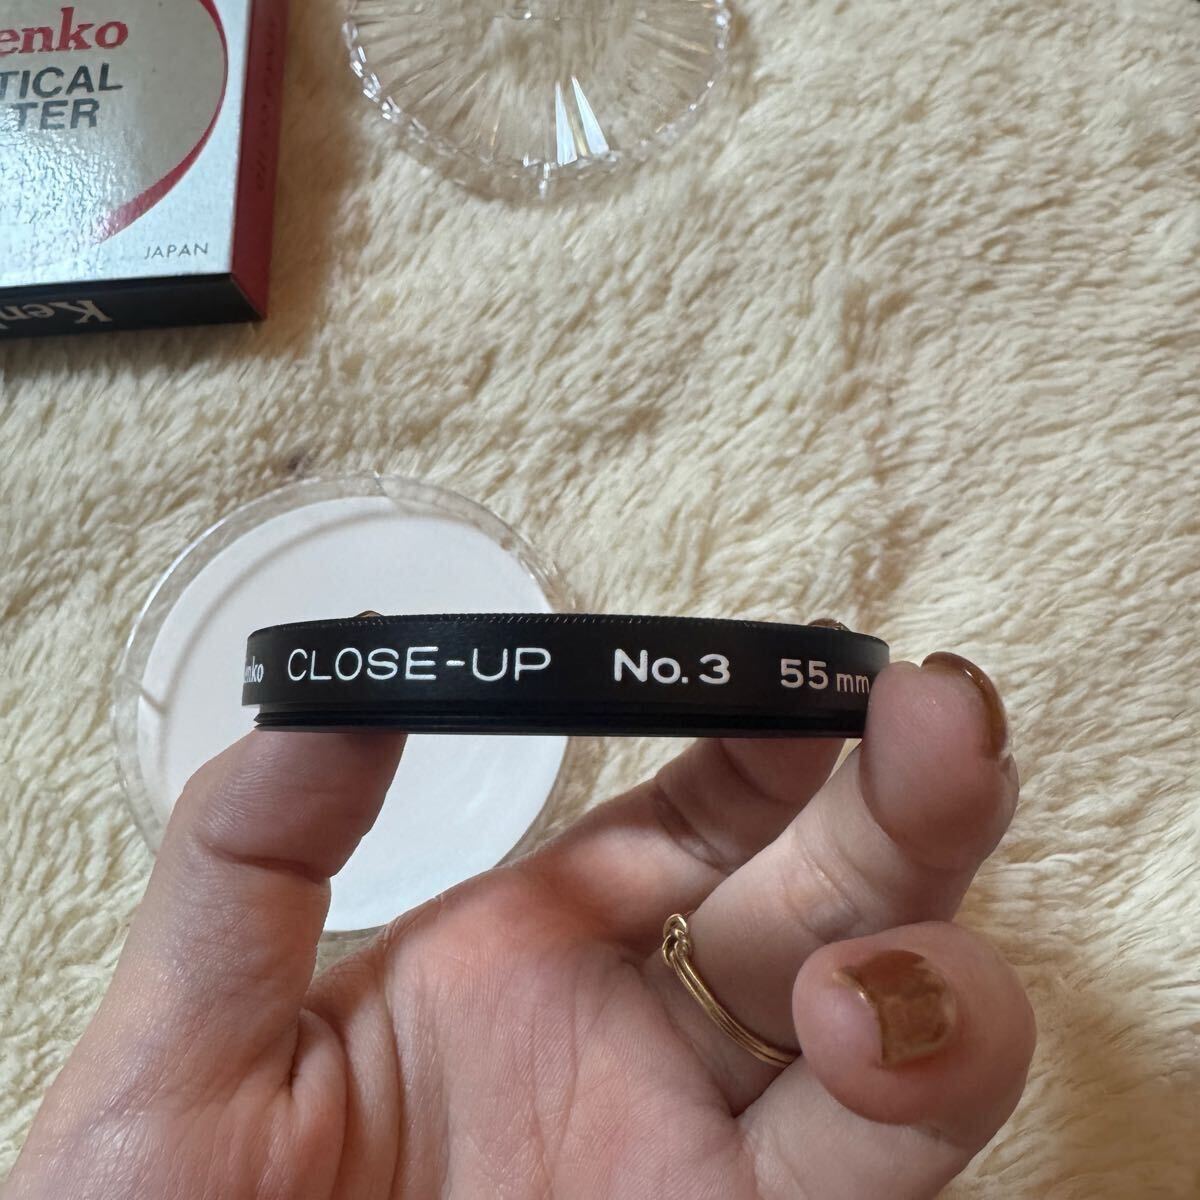 enko
TICAL
TER
JAPAN
Ken
enko CLOSE-UP No.3 55mm